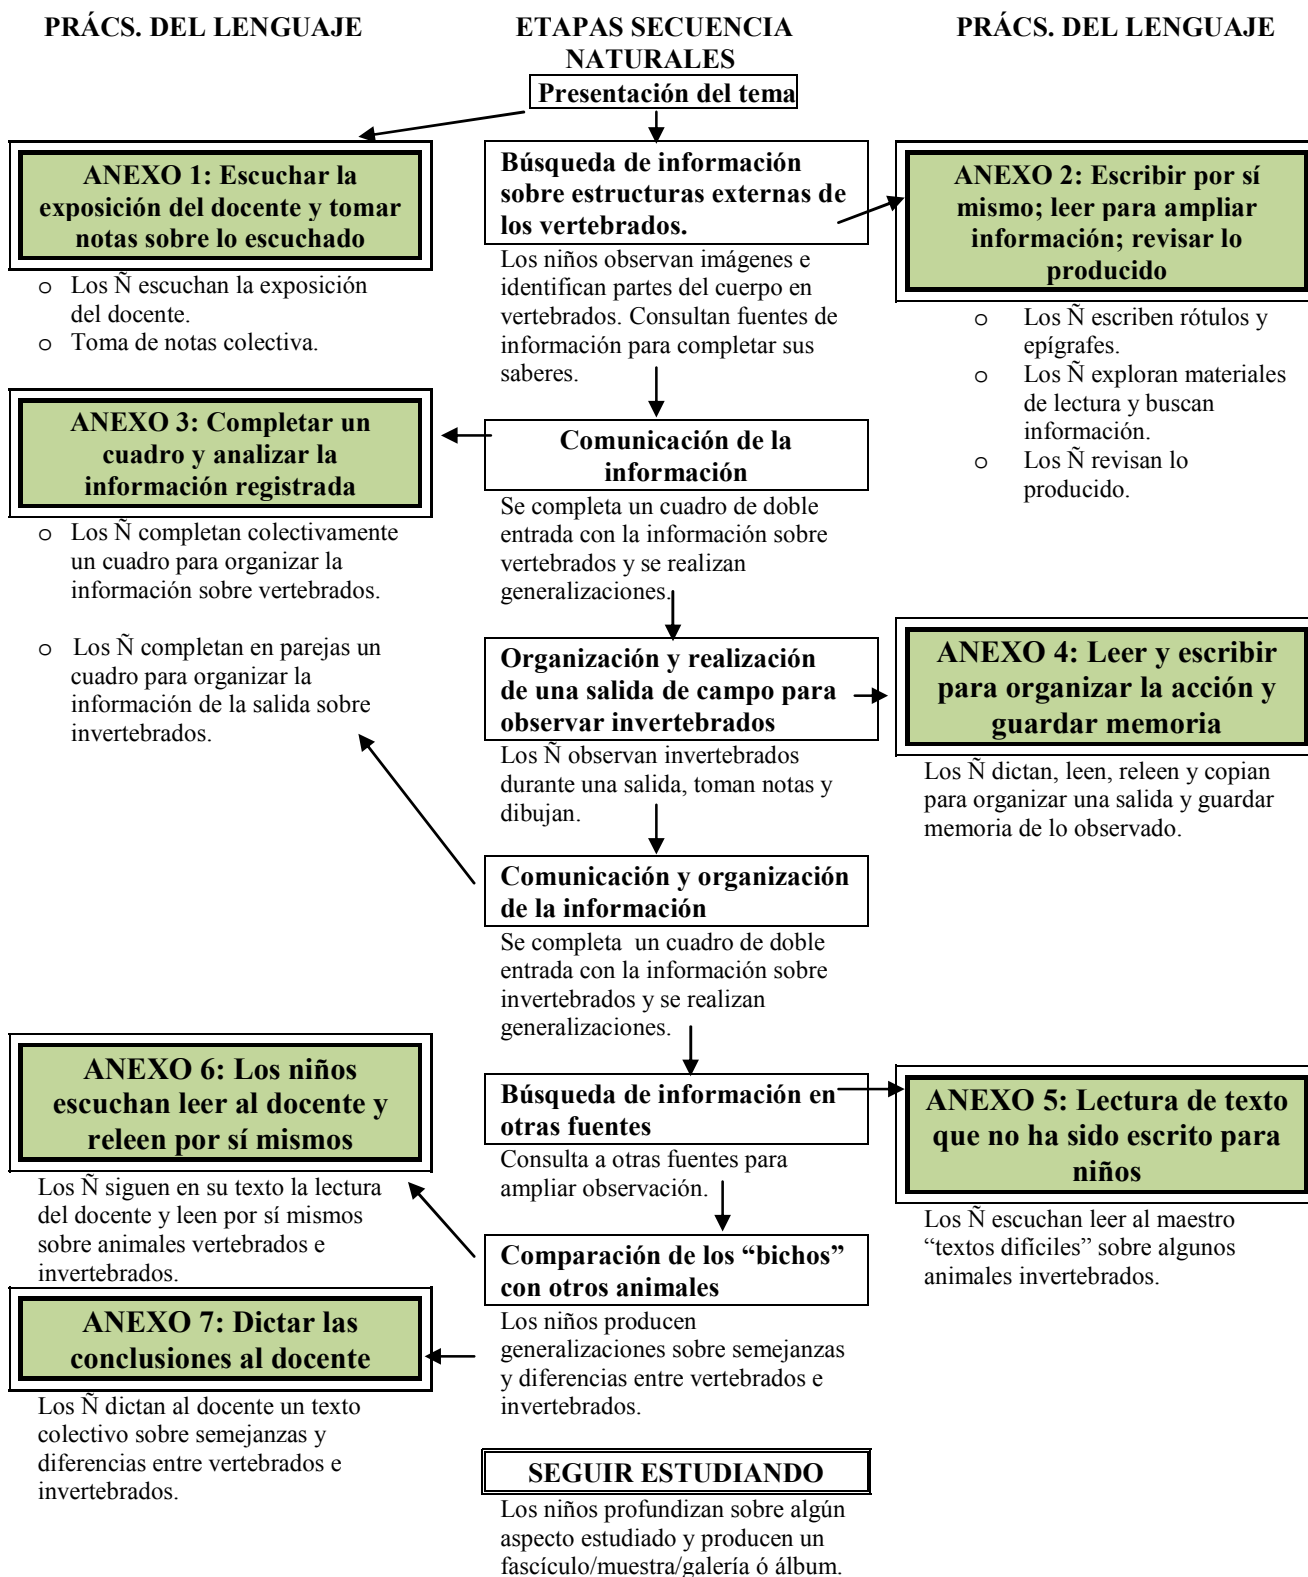 PRÁCS. DEL LENGUAJE
ETAPAS SECUENCIA
NATURALES
PRÁCS. DEL LENGUAJE
Presentación del tema
ANEXO 1: Escuchar la
exposición del docente y tomar
notas sobre lo escuchado
o Los Ñ escuchan la exposición
del docente.
o Toma de notas colectiva.
Búsqueda de información
sobre estructuras externas de
los vertebrados.
Los niños observan imágenes e
identifican partes del cuerpo en
vertebrados. Consultan fuentes de
información para completar sus
saberes.
ANEXO 2: Escribir por sí
mismo; leer para ampliar
información; revisar lo
producido
o Los Ñ escriben rótulos y
epígrafes.
o Los Ñ exploran materiales
de lectura y buscan
información.
o Los Ñ revisan lo
producido.
ANEXO 3: Completar un
cuadro y analizar la
información registrada
o Los Ñ completan colectivamente
un cuadro para organizar la
información sobre vertebrados.
o Los Ñ completan en parejas un
cuadro para organizar la
información de la salida sobre
invertebrados.
Comunicación de la
información
Se completa un cuadro de doble
entrada con la información sobre
vertebrados y se realizan
generalizaciones.
Organización y realización
de una salida de campo para
observar invertebrados
Los Ñ observan invertebrados
durante una salida, toman notas y
dibujan.
ANEXO 4: Leer y escribir
para organizar la acción y
guardar memoria
Los Ñ dictan, leen, releen y copian
para organizar una salida y guardar
memoria de lo observado.
Comunicación y organización
de la información
Se completa un cuadro de doble
entrada con la información sobre
invertebrados y se realizan
generalizaciones.
Búsqueda de información en
otras fuentes
Consulta a otras fuentes para
ampliar observación.
ANEXO 5: Lectura de texto
que no ha sido escrito para
niños
Los Ñ escuchan leer al maestro
“textos difíciles” sobre algunos
animales invertebrados.
ANEXO 6: Los niños
escuchan leer al docente y
releen por sí mismos
Los Ñ siguen en su texto la lectura
del docente y leen por sí mismos
sobre animales vertebrados e
invertebrados.
Comparación de los “bichos”
con otros animales
Los niños producen
generalizaciones sobre semejanzas
y diferencias entre vertebrados e
invertebrados.
ANEXO 7: Dictar las
conclusiones al docente
Los Ñ dictan al docente un texto
colectivo sobre semejanzas y
diferencias entre vertebrados e
invertebrados.
SEGUIR ESTUDIANDO
Los niños profundizan sobre algún
aspecto estudiado y producen un
fascículo/muestra/galería ó álbum.